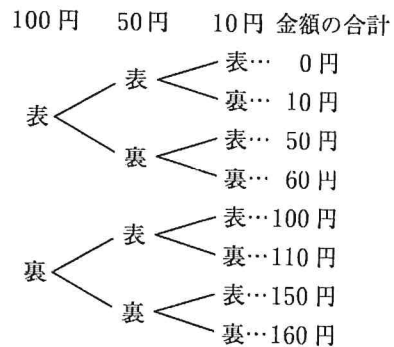 100円 50円 10円 金額の合計
表… 0円
表
裏… 10円
表
表… 50円
裏
裏… 60円
表…100円
表
裏…110円
裏
表…150円
裏
裏…160円